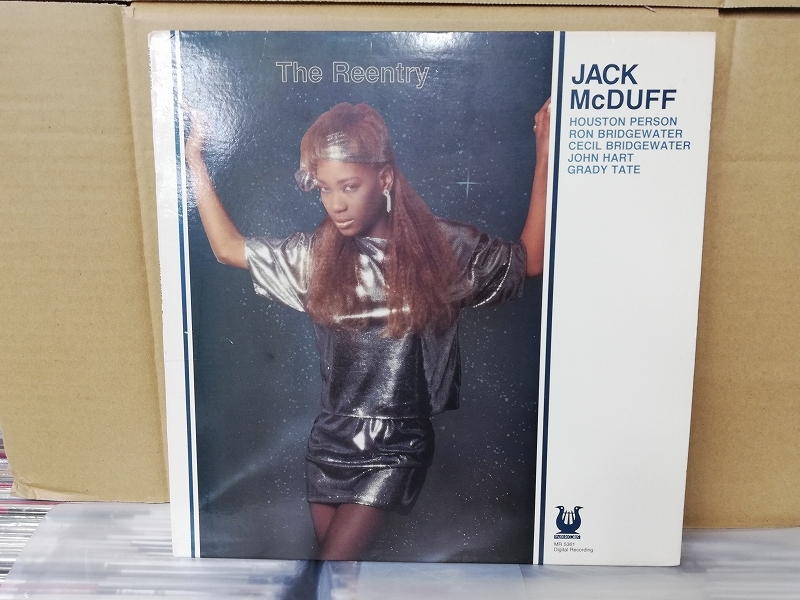 The Reentry
JACK
McDUFF
HOUSTON PERSON
RON BRIDGEWATER
CECIL BRIDGEWATER
JOHN HART
GRADY TATE
MR 5361
Digital Recording